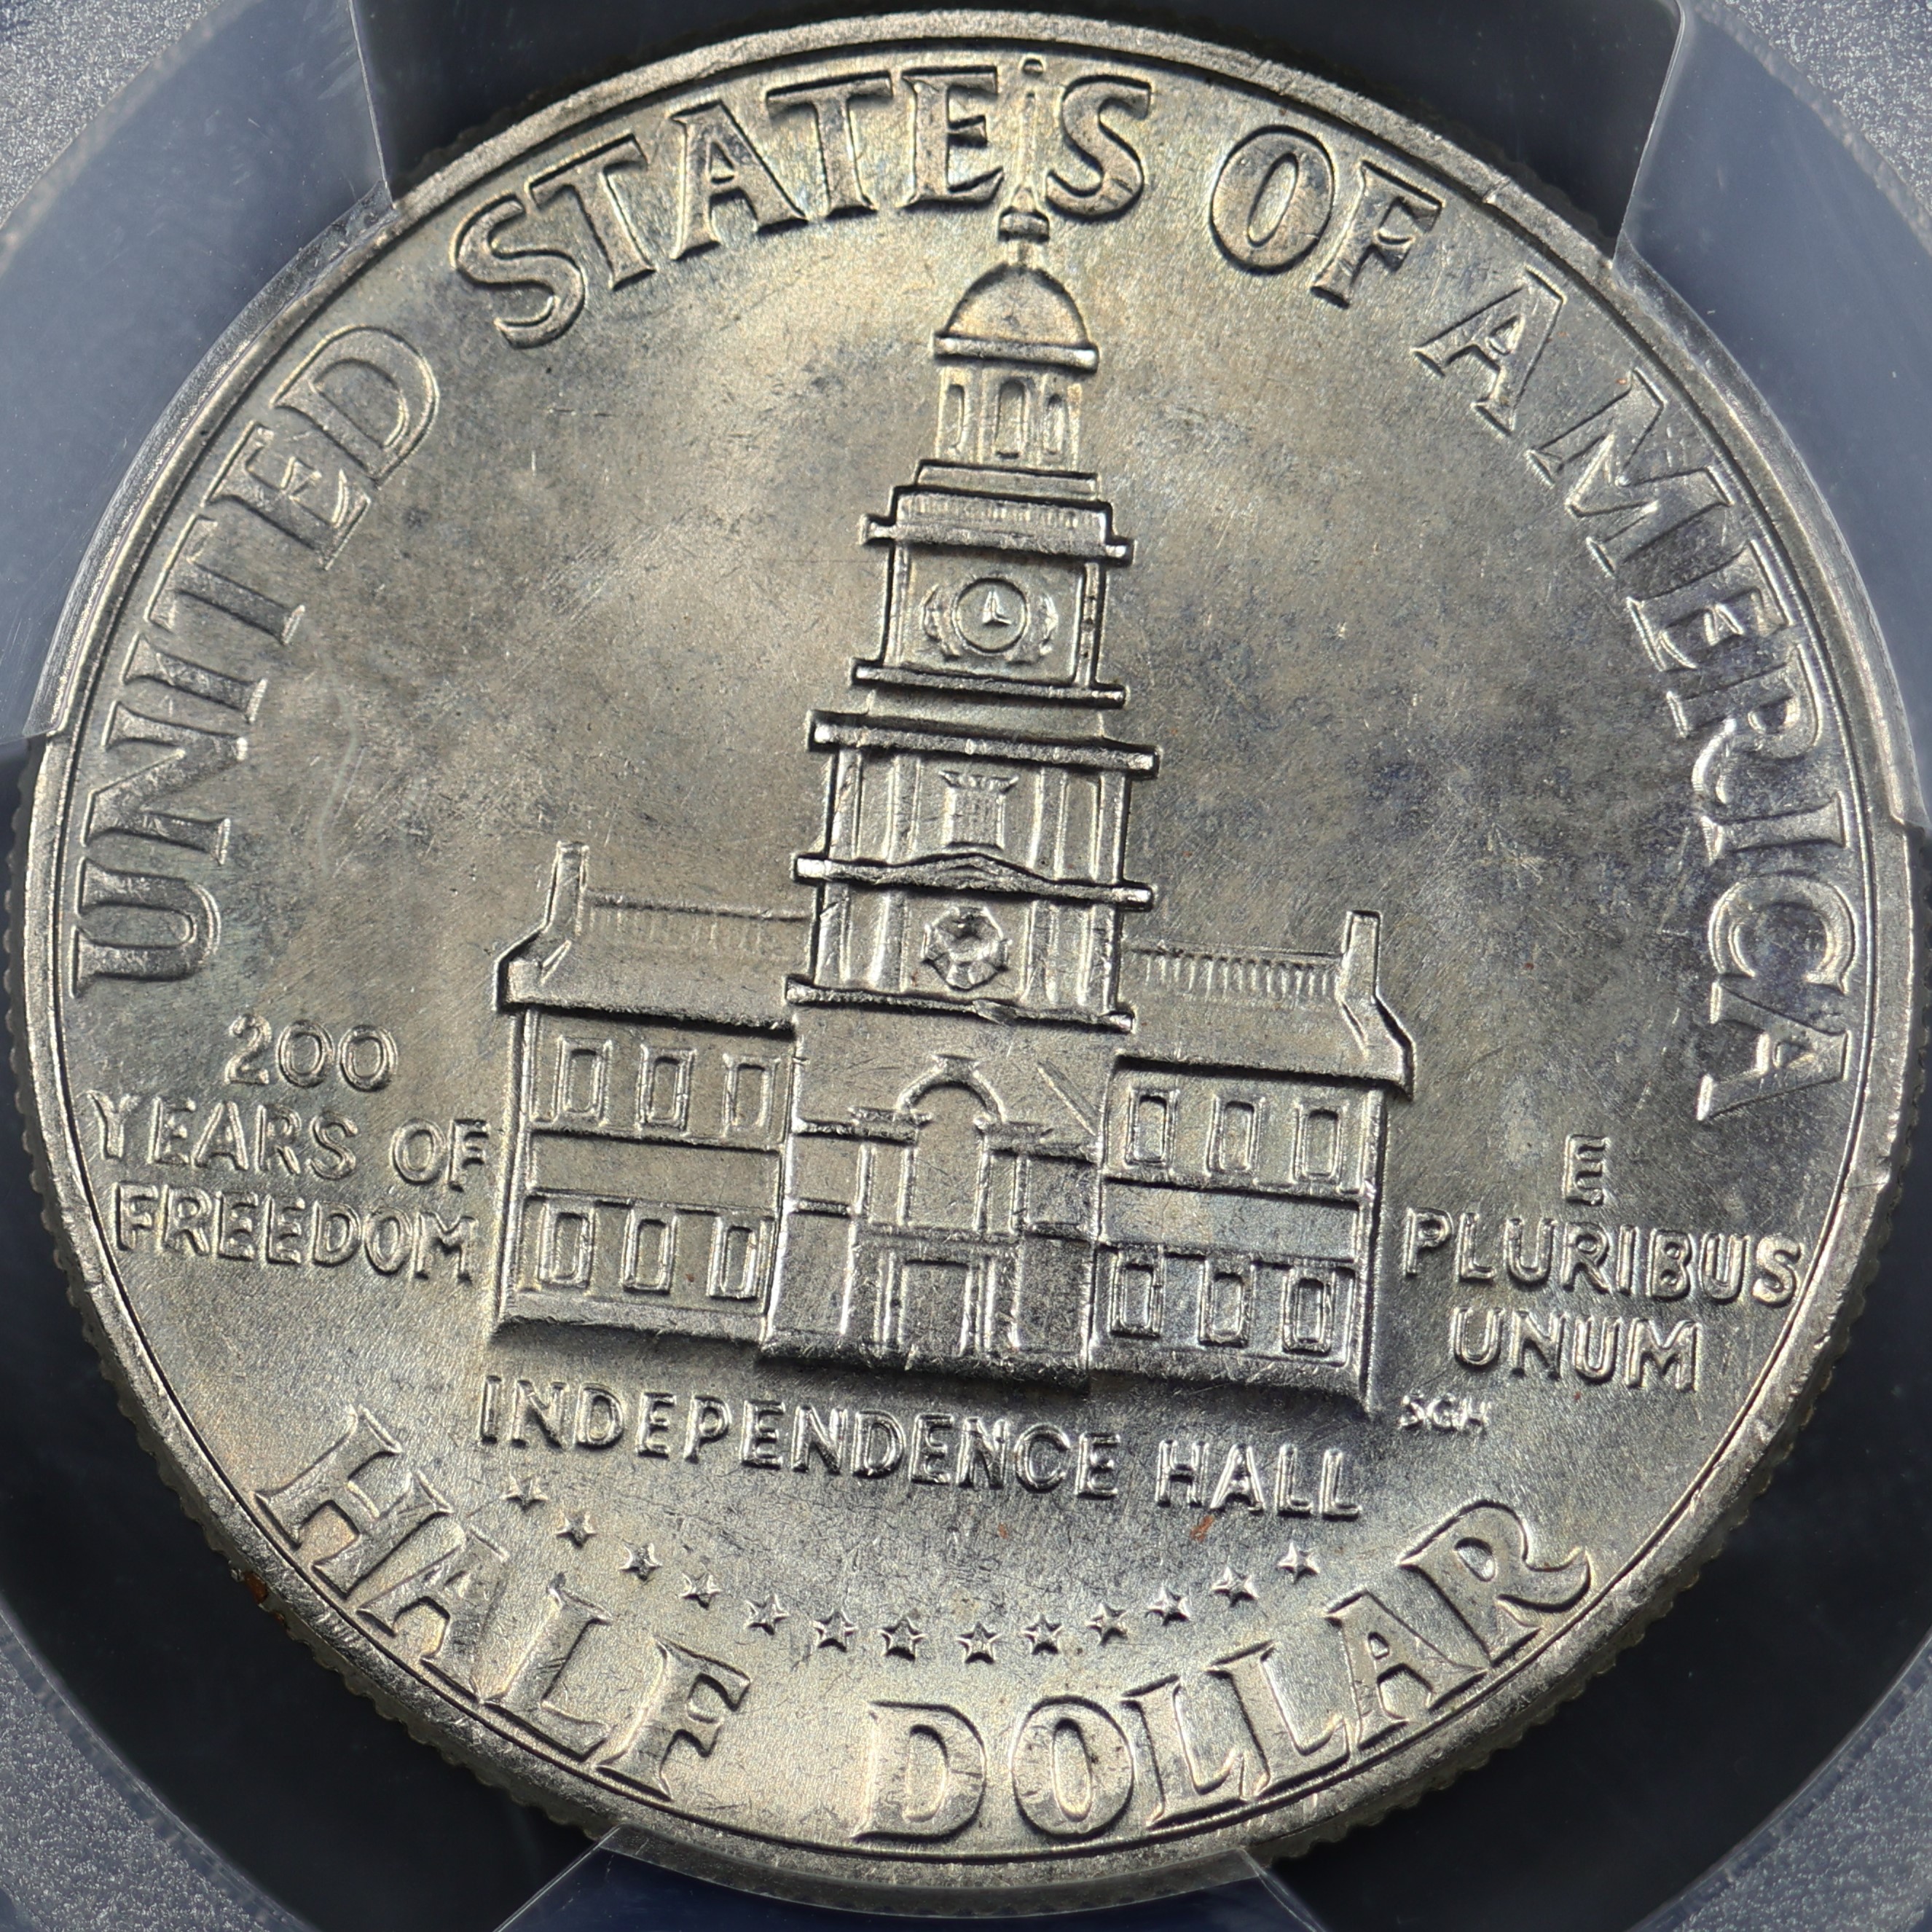 UNITED STATES OF AMERICA
200
YEARS OF
FREEDOM
E
PLURIBUS
UNUM
SGH
INDEPENDENCE HALL
HALF DOLLAR